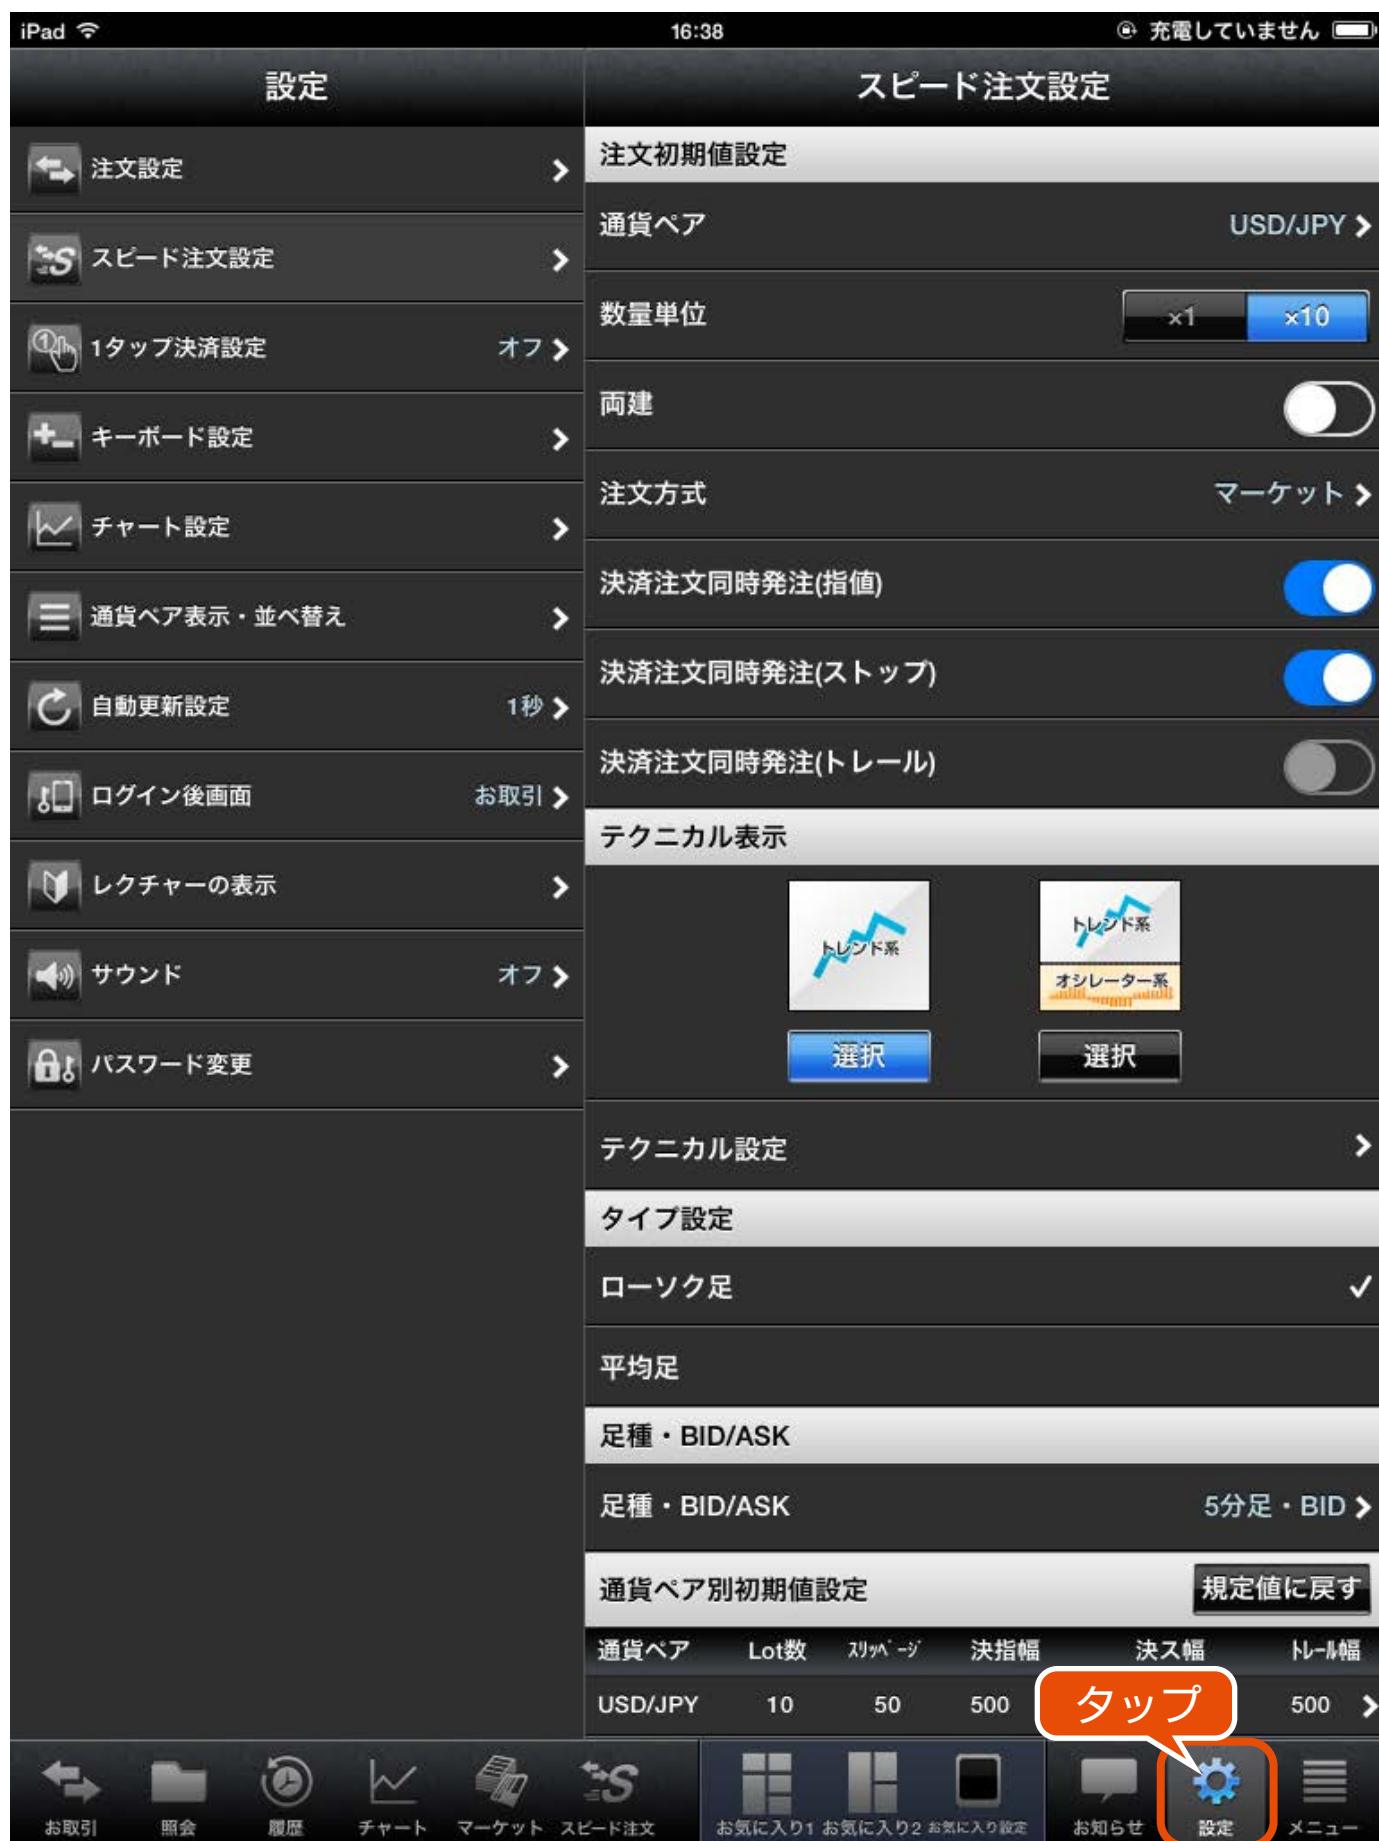 iPad 16:38 充電していません
設定
注文設定
スピード注文設定
1タップ決済設定 オフ
キーボード設定
チャート設定
通貨ペア表示・並べ替え
自動更新設定 1秒
ログイン後画面 お取引
レクチャーの表示
サウンド オフ
パスワード変更
スピード注文設定
注文初期値設定
通貨ペア USD/JPY
数量単位 ×1 ×10
両建
注文方式 マーケット
決済注文同時発注(指値)
決済注文同時発注(ストップ)
決済注文同時発注(トレール)
テクニカル表示
トレンド系 トレンド系
オシレーター系
選択 選択
テクニカル設定
タイプ設定
ローソク足
平均足
足種・BID/ASK
足種・BID/ASK 5分足・BID
通貨ペア別初期値設定 規定値に戻す
通貨ペア Lot数 ｽﾘｯﾍﾟｰｼﾞ 決指幅 決ス幅 ﾄﾚｰﾙ幅
USD/JPY 10 50 500 500
タップ
お取引 照会 履歴 チャート マーケット スピード注文 お気に入り1 お気に入り2 お気に入り設定 お知らせ 設定 メニュー